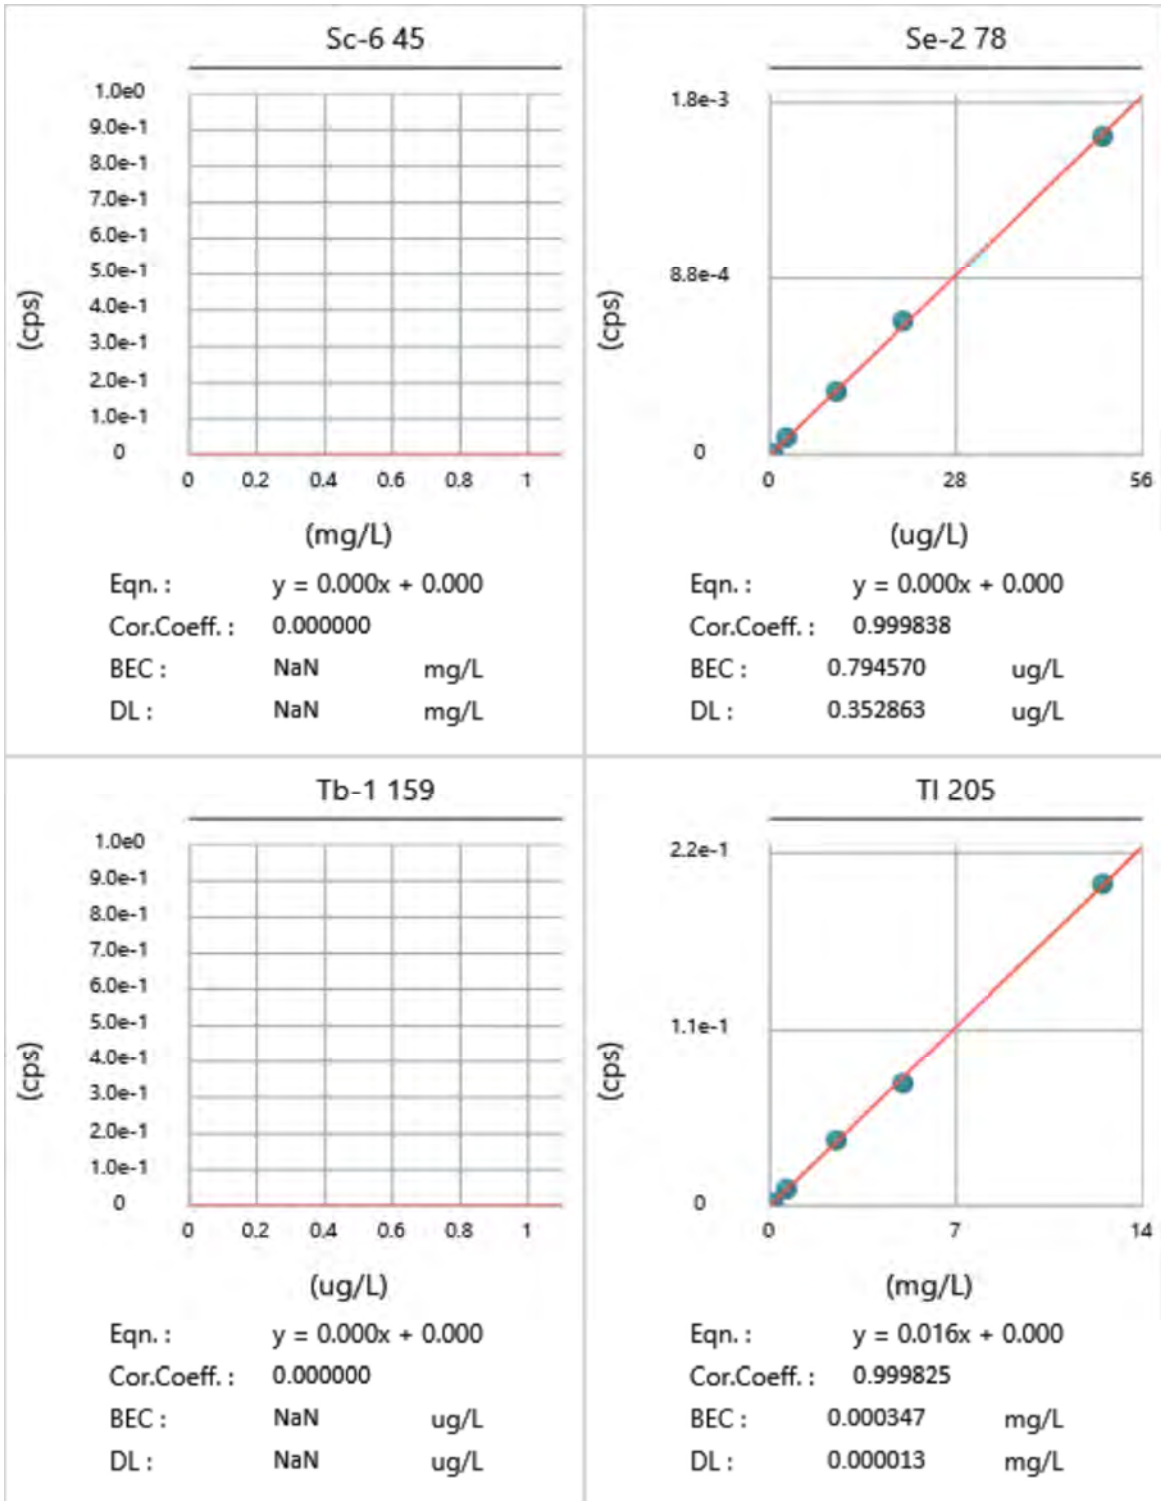 Sc-6 45
1.0e0
9.0e-1
8.0e-1
7.0e-1
6.0e-1
5.0e-1
4.0e-1
3.0e-1
2.0e-1
1.0e-1
0
(cps)
0 0.2 0.4 0.6 0.8 1
(mg/L)
Eqn. : y = 0.000x + 0.000
Cor.Coeff. : 0.000000
BEC : NaN mg/L
DL : NaN mg/L
Se-2 78
1.8e-3
8.8e-4
0
(cps)
0 28 56
(ug/L)
Eqn. : y = 0.000x + 0.000
Cor.Coeff. : 0.999838
BEC : 0.794570 ug/L
DL : 0.352863 ug/L
Tb-1 159
1.0e0
9.0e-1
8.0e-1
7.0e-1
6.0e-1
5.0e-1
4.0e-1
3.0e-1
2.0e-1
1.0e-1
0
(cps)
0 0.2 0.4 0.6 0.8 1
(ug/L)
Eqn. : y = 0.000x + 0.000
Cor.Coeff. : 0.000000
BEC : NaN ug/L
DL : NaN ug/L
Tl 205
2.2e-1
1.1e-1
0
(cps)
0 7 14
(mg/L)
Eqn. : y = 0.016x + 0.000
Cor.Coeff. : 0.999825
BEC : 0.000347 mg/L
DL : 0.000013 mg/L